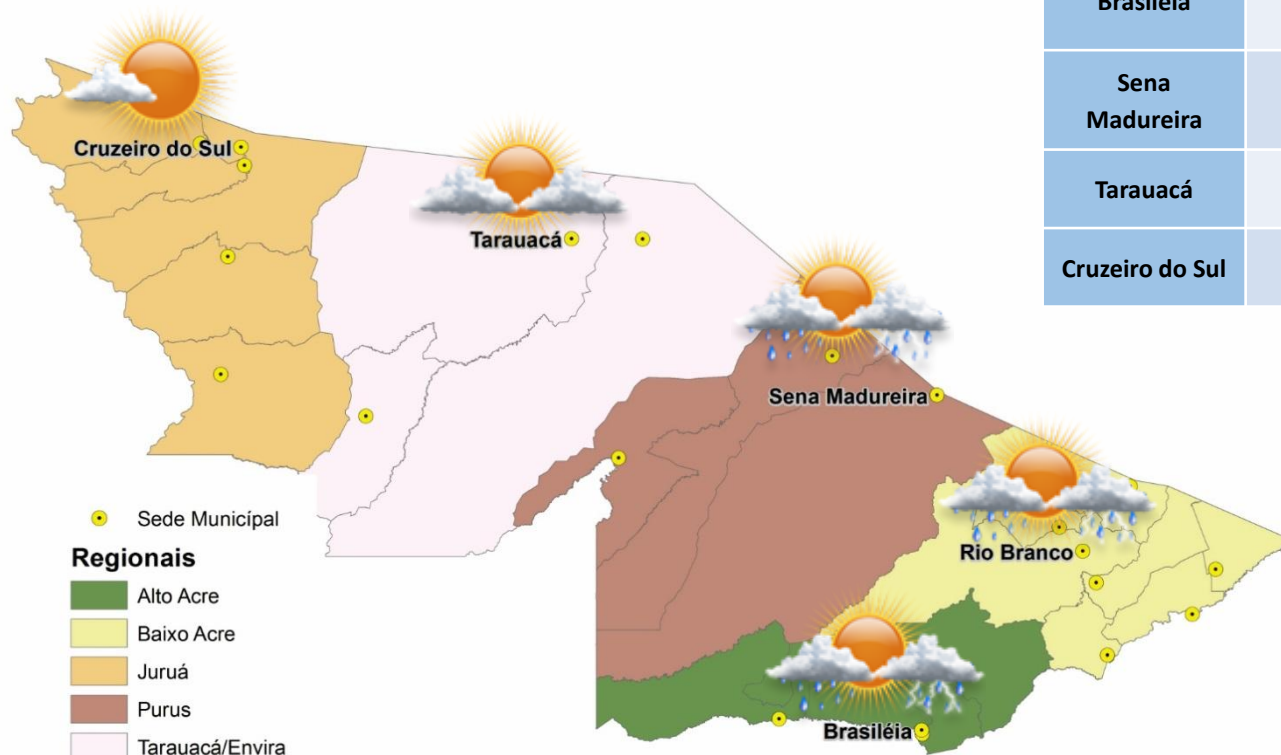 Brasiléia
Sena
Madureira
Tarauacá
Cruzeiro do Sul
Cruzeiro do Sul
Tarauacá
Sena Madureira
Rio Branco
Brasiléia
Sede Municípal
Regionais
Alto Acre
Baixo Acre
Juruá
Purus
Tarauacá/Envira